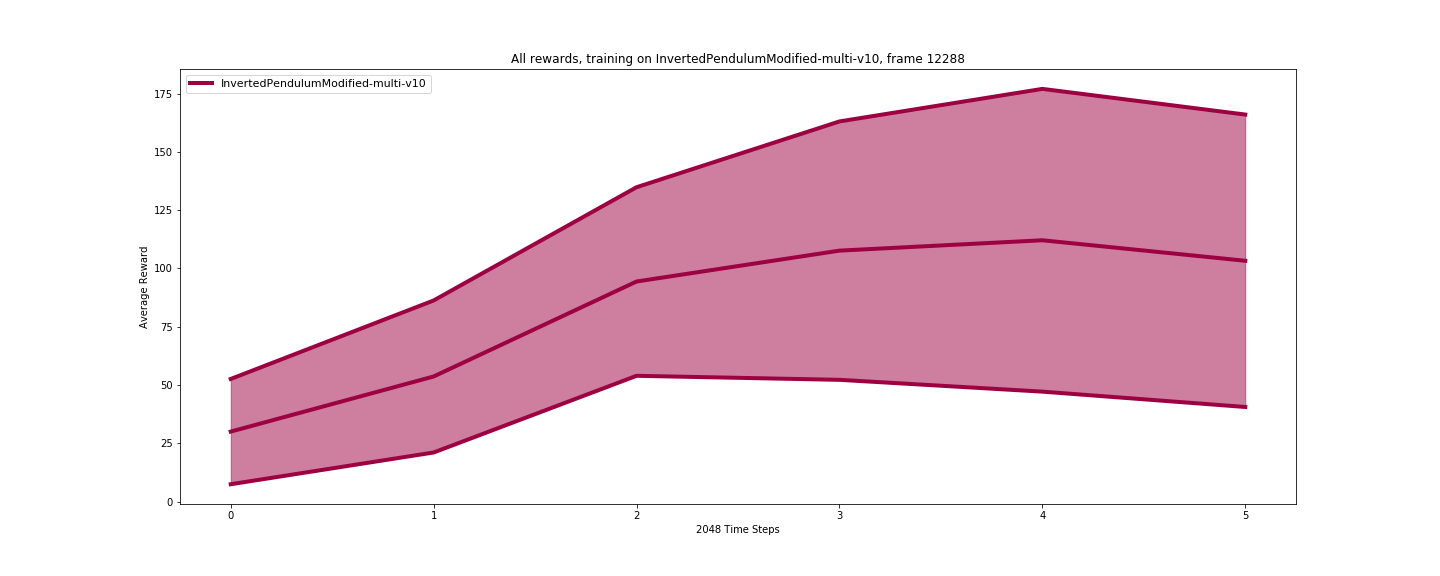 All rewards, training on InvertedPendulumModified-multi-v10, frame 12288
InvertedPendulumModified-multi-v10
175
150
125
100
75
50
25
0
Average Reward
0 1 2 3 4 5
2048 Time Steps